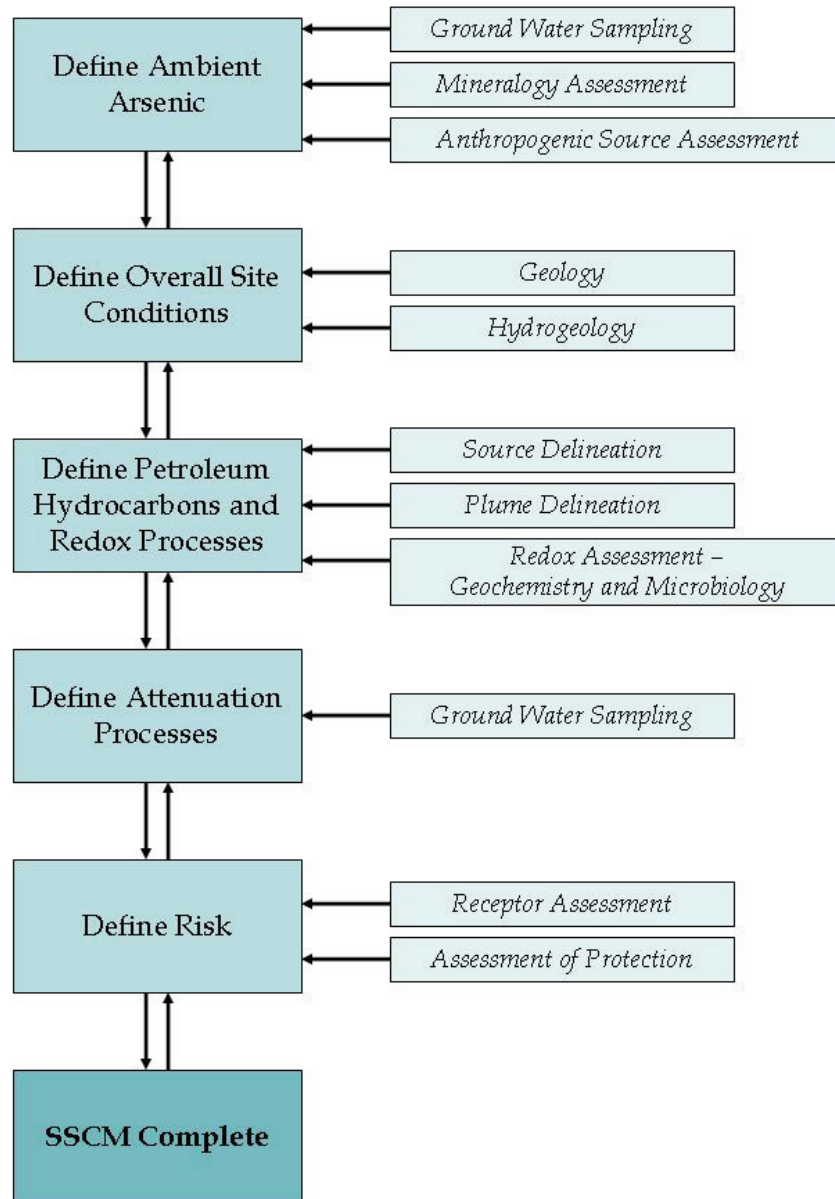 Define Ambient
Arsenic
Ground Water Sampling
Mineralogy Assessment
Anthropogenic Source Assessment
Define Overall Site
Conditions
Geology
Hydrogeology
Define Petroleum
Hydrocarbons and
Redox Processes
Source Delineation
Plume Delineation
Redox Assessment –
Geochemistry and Microbiology
Define Attenuation
Processes
Ground Water Sampling
Define Risk
Receptor Assessment
Assessment of Protection
SSCM Complete